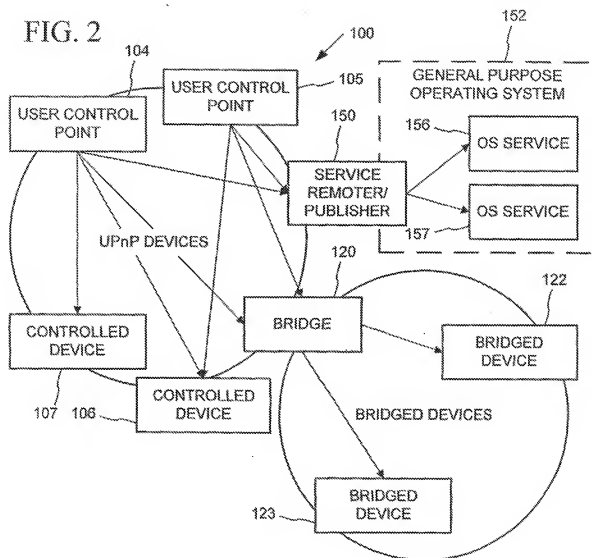 FIG. 2
100
152
104
105
USER CONTROL
POINT
USER CONTROL
POINT
GENERAL PURPOSE
OPERATING SYSTEM
150
156
OS SERVICE
SERVICE
REMOTER/
PUBLISHER
157
OS SERVICE
UPnP DEVICES
120
122
BRIDGE
BRIDGED
DEVICE
CONTROLLED
DEVICE
107
106
CONTROLLED
DEVICE
BRIDGED DEVICES
BRIDGED
DEVICE
123